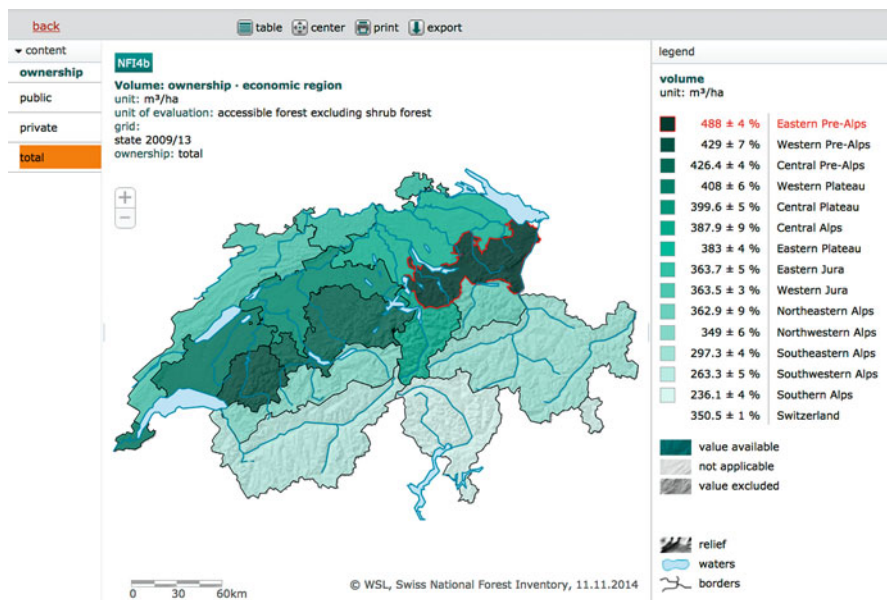 back
table center print export
content
ownership
public
private
total
NFI4b
Volume: ownership · economic region
unit: m³/ha
unit of evaluation: accessible forest excluding shrub forest
grid:
state 2009/13
ownership: total
+
−
0 30 60km
© WSL, Swiss National Forest Inventory, 11.11.2014
legend
volume
unit: m³/ha
488 ± 4 % Eastern Pre-Alps
429 ± 7 % Western Pre-Alps
426.4 ± 4 % Central Pre-Alps
408 ± 6 % Western Plateau
399.6 ± 5 % Central Plateau
387.9 ± 9 % Central Alps
383 ± 4 % Eastern Plateau
363.7 ± 5 % Eastern Jura
363.5 ± 3 % Western Jura
362.9 ± 9 % Northeastern Alps
349 ± 6 % Northwestern Alps
297.3 ± 4 % Southeastern Alps
263.3 ± 5 % Southwestern Alps
236.1 ± 4 % Southern Alps
350.5 ± 1 % Switzerland
value available
not applicable
value excluded
relief
waters
borders